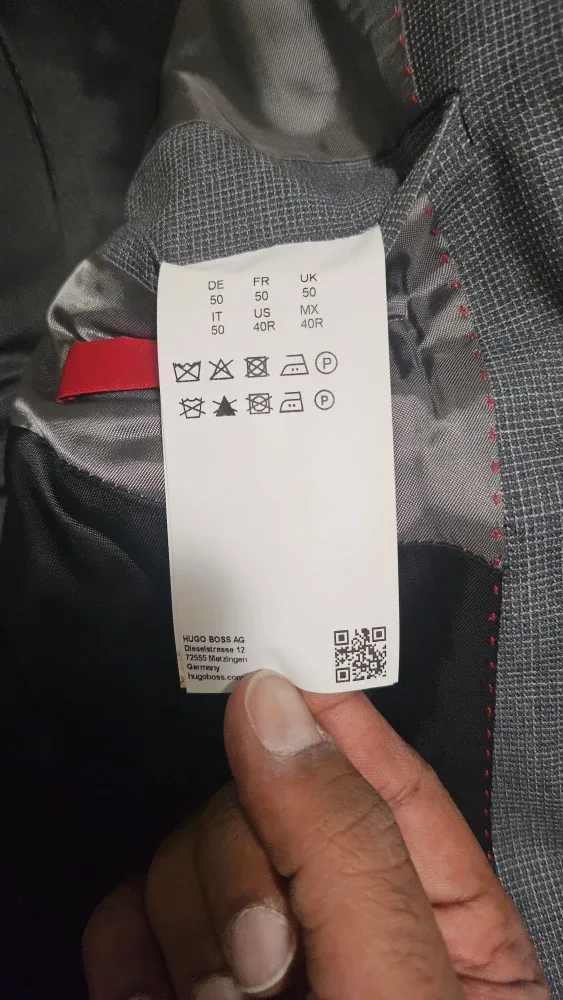 DE FR UK
50 50 50
IT US MX
50 40R 40R
P
P
HUGO BOSS AG
Dieselstrasse 12
72555 Metzingen
Germany
hugoboss.com